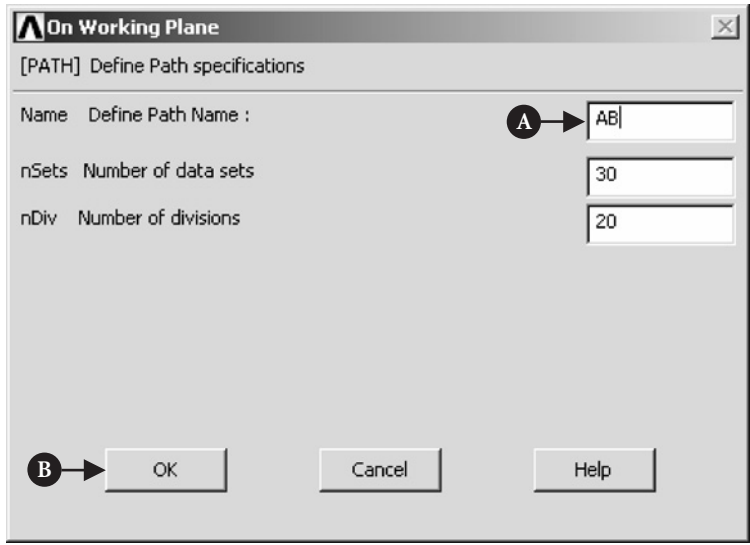 On Working Plane
[PATH] Define Path specifications
Name Define Path Name :
A
AB
nSets Number of data sets
30
nDiv Number of divisions
20
B
OK
Cancel
Help